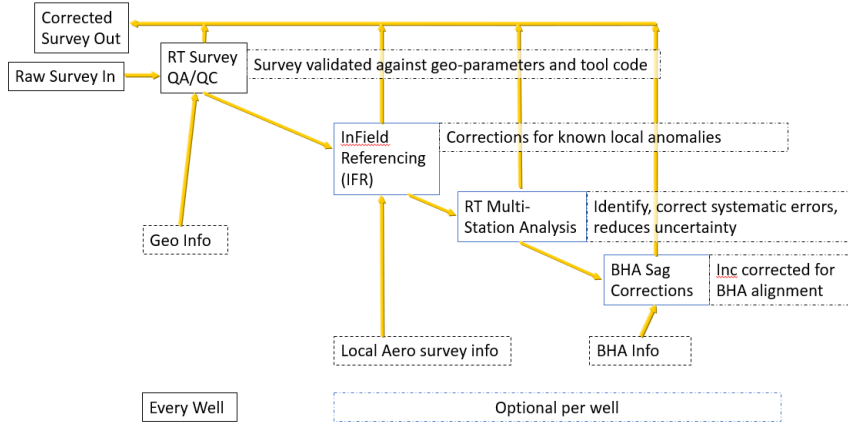 Corrected
Survey Out
RT Survey
QA/QC
Survey validated against geo-parameters and tool code
Raw Survey In
InField
Referencing
(IFR)
Corrections for known local anomalies
RT Multi-
Station Analysis
Identify, correct systematic errors,
reduces uncertainty
Geo Info
BHA Sag
Corrections
Inc corrected for
BHA alignment
Local Aero survey info
BHA Info
Every Well
Optional per well